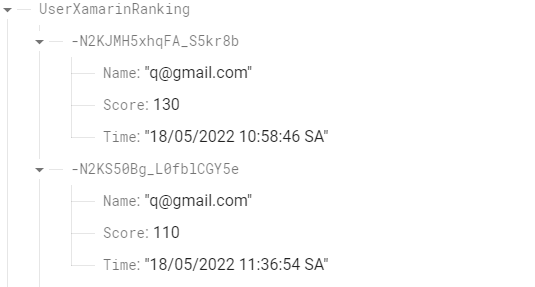 UserXamarinRanking
-N2KJMH5xhqFA_S5kr8b
Name: "q@gmail.com"
Score: 130
Time: "18/05/2022 10:58:46 SA"
-N2KS50Bg_L0fblCGY5e
Name: "q@gmail.com"
Score: 110
Time: "18/05/2022 11:36:54 SA"